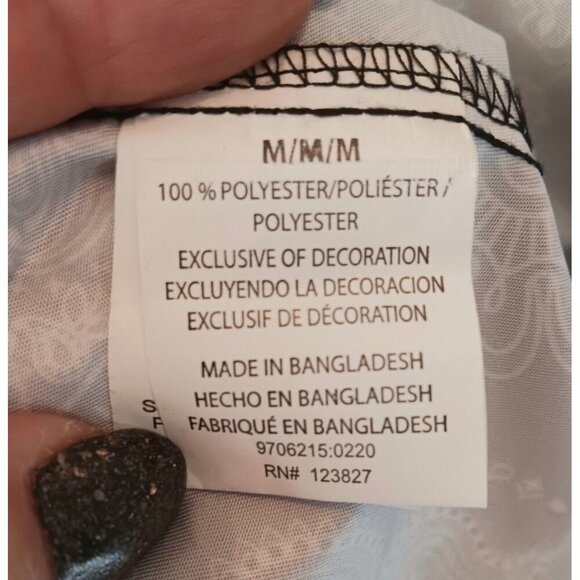 M/M/M
100 % POLYESTER/POLIÉSTER /
POLYESTER
EXCLUSIVE OF DECORATION
EXCLUYENDO LA DECORACION
EXCLUSIF DE DÉCORATION
MADE IN BANGLADESH
HECHO EN BANGLADESH
FABRIQUÉ EN BANGLADESH
9706215:0220
RN# 123827